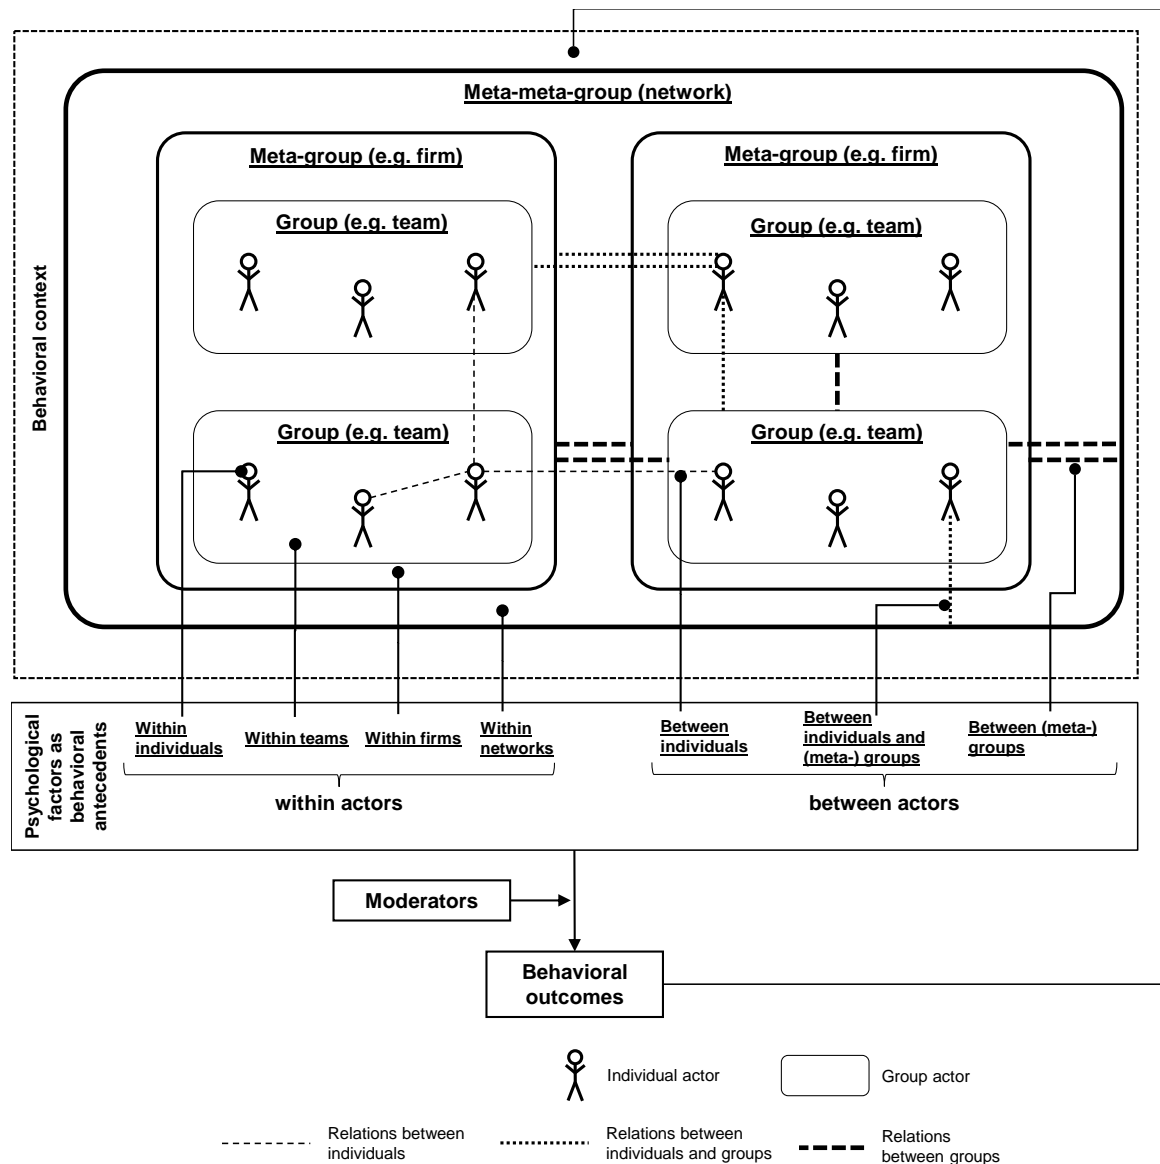 Meta-meta-group (network)
Meta-group (e.g. firm)
Meta-group (e.g. firm)
Group (e.g. team)
Group (e.g. team)
Behavioral context
Group (e.g. team)
Group (e.g. team)
Psychological
factors as
behavioral
antecedents
Within
individuals
Within teams
Within firms
Within
networks
Between
individuals
Between
individuals and
(meta-) groups
Between (meta-)
groups
within actors
between actors
Moderators
Behavioral
outcomes
Individual actor
Group actor
Relations between
individuals
Relations between
individuals and groups
Relations
between groups